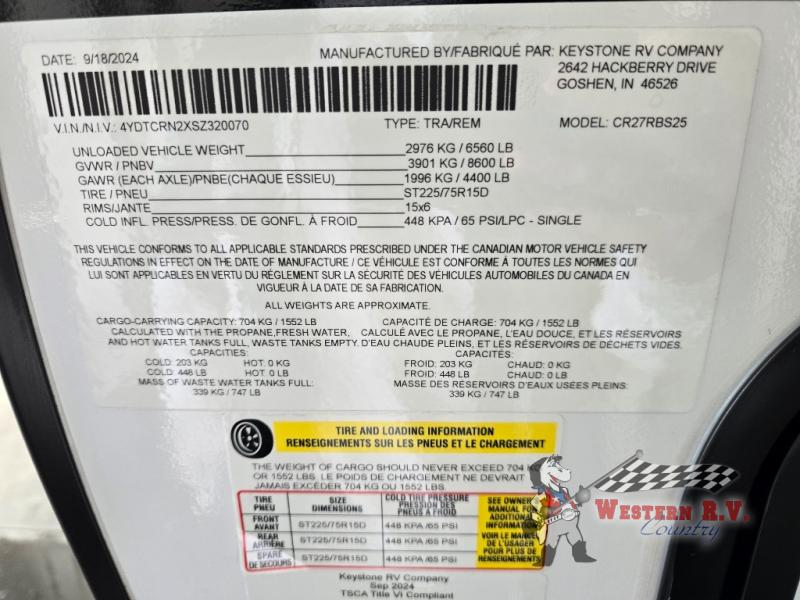 DATE: 9/18/2024 MANUFACTURED BY/FABRIQUÉ PAR: KEYSTONE RV COMPANY
2642 HACKBERRY DRIVE
GOSHEN, IN 46526
V.I.N./N.I.V.: 4YDTCRN2XSZ320070 TYPE: TRA/REM MODEL: CR27RBS25
UNLOADED VEHICLE WEIGHT 2976 KG / 6560 LB
GVWR / PNBV 3901 KG / 8600 LB
GAWR (EACH AXLE)/PNBE(CHAQUE ESSIEU) 1996 KG / 4400 LB
TIRE / PNEU ST225/75R15D
RIMS/JANTE 15x6
COLD INFL. PRESS/PRESS. DE GONFL. À FROID 448 KPA / 65 PSI/LPC - SINGLE
THIS VEHICLE CONFORMS TO ALL APPLICABLE STANDARDS PRESCRIBED UNDER THE CANADIAN MOTOR VEHICLE SAFETY
REGULATIONS IN EFFECT ON THE DATE OF MANUFACTURE / CE VÉHICULE EST CONFORME À TOUTES LES NORMES QUI
LUI SONT APPLICABLES EN VERTU DU RÉGLEMENT SUR LA SÉCURITÉ DES VÉHICULES AUTOMOBILES DU CANADA EN
VIGUEUR À LA DATE DE SA FABRICATION.
ALL WEIGHTS ARE APPROXIMATE.
CARGO-CARRYING CAPACITY: 704 KG / 1552 LB
CALCULATED WITH THE PROPANE,FRESH WATER,
AND HOT WATER TANKS FULL, WASTE TANKS EMPTY.
CAPACITIES:
COLD: 203 KG HOT: 0 KG
COLD: 448 LB HOT: 0 LB
MASS OF WASTE WATER TANKS FULL:
339 KG / 747 LB
CAPACITÉ DE CHARGE: 704 KG / 1552 LB
CALCULÉ AVEC LE PROPANE, L'EAU DOUCE, ET LES RÉSERVOIRS
D'EAU CHAUDE PLEINS, ET LES RÉSERVOIRS DE DÉCHETS VIDES.
CAPACITÉS:
FROID: 203 KG CHAUD: 0 KG
FROID: 448 LB CHAUD: 0 LB
MASSE DES RÉSERVOIRS D'EAUX USÉES PLEINS:
339 KG / 747 LB
TIRE AND LOADING INFORMATION
RENSEIGNEMENTS SUR LES PNEUS ET LE CHARGEMENT
THE WEIGHT OF CARGO SHOULD NEVER EXCEED 704 KG
OR 1552 LBS. LE POIDS DE CHARGEMENT NE DEVRAIT
JAMAIS EXCÉDER 704 KG OU 1552 LBS.
TIRE
PNEU
SIZE
DIMENSIONS
COLD TIRE PRESSURE
PRESSION DES
PNEUS A FROID
FRONT
AVANT
ST225/75R15D 448 KPA /65 PSI
REAR
ARRIÈRE
ST225/75R15D 448 KPA /65 PSI
SPARE
DE SECOURS
ST225/75R15D 448 KPA /65 PSI
SEE OWNER
MANUAL FOR
ADDITIONAL
INFORMATION
VOIR LE MANUEL
DE L'USAGER
POUR PLUS DE
RENSEIGNEMENTS
Keystone RV Company
Sep 2024
TSCA Title VI Compliant
WESTERN R.V.
Country